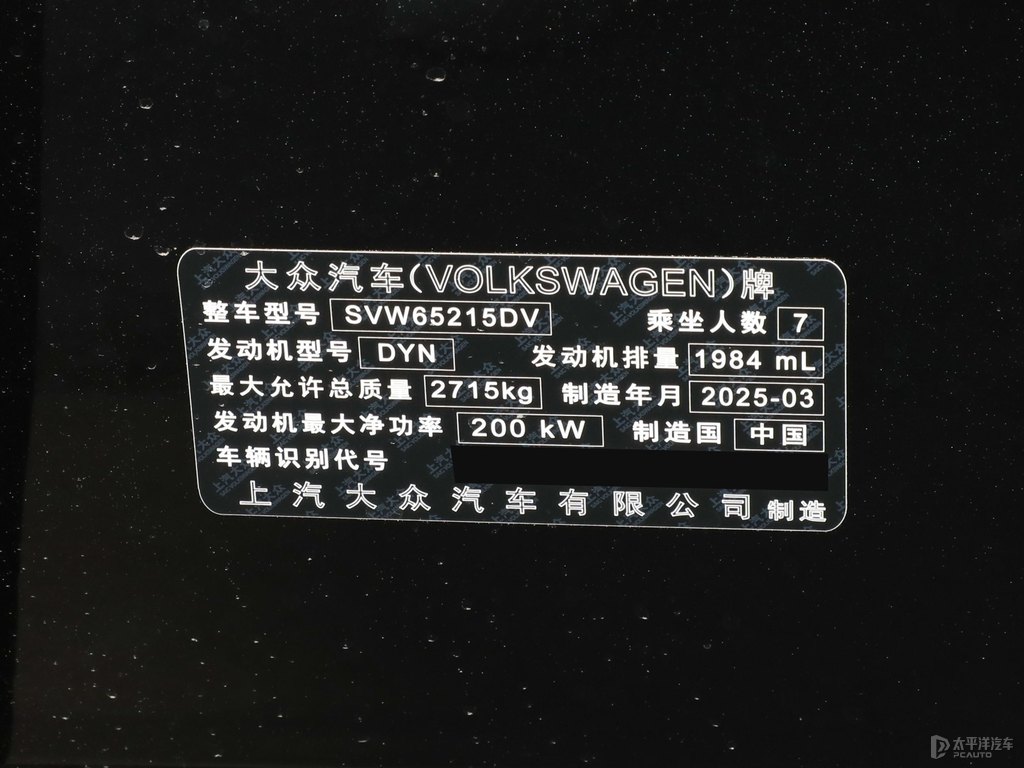 大众汽车(VOLKSWAGEN)牌
整车型号 SVW65215DV 乘坐人数 7
发动机型号 DYN 发动机排量 1984 mL
最大允许总质量 2715kg 制造年月 2025-03
发动机最大净功率 200 kW 制造国 中国
车辆识别代号
上汽大众汽车有限公司 制造
太平洋汽车
PCAUTO